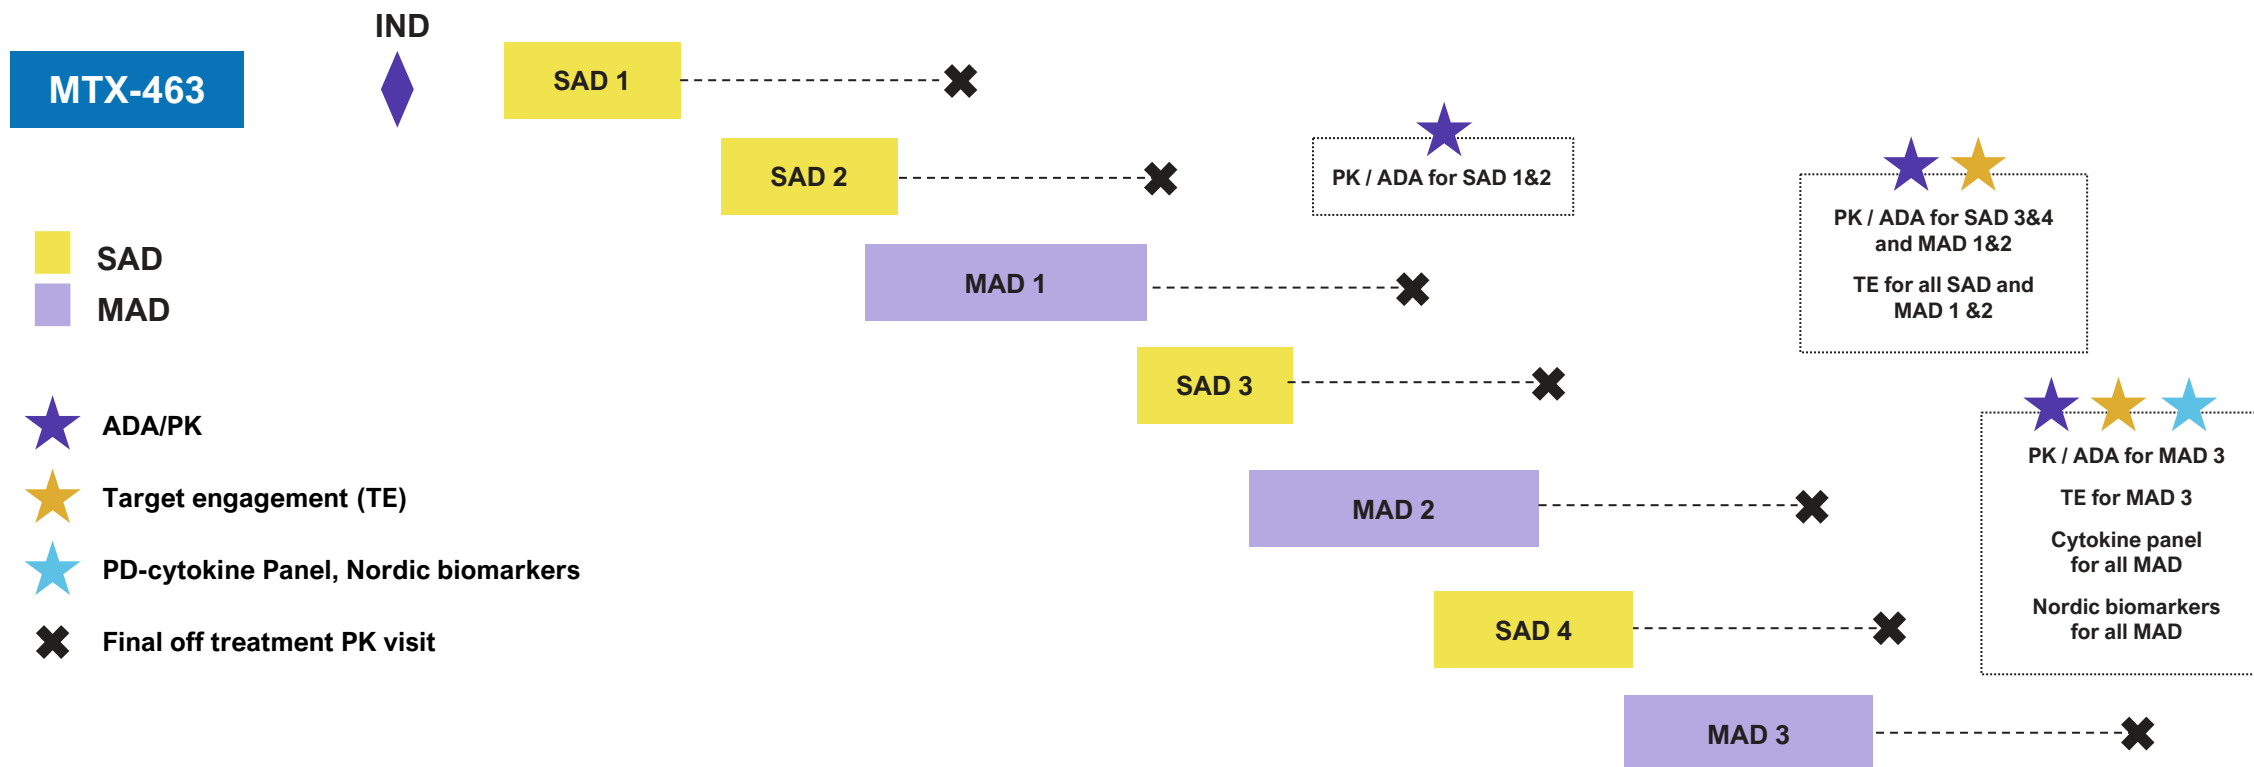 IND
MTX-463
SAD 1
SAD 2
PK / ADA for SAD 1&2
PK / ADA for SAD 3&4
and MAD 1&2
TE for all SAD and
MAD 1 &2
SAD
MAD
MAD 1
SAD 3
ADA/PK
Target engagement (TE)
PD-cytokine Panel, Nordic biomarkers
Final off treatment PK visit
MAD 2
PK / ADA for MAD 3
TE for MAD 3
Cytokine panel
for all MAD
Nordic biomarkers
for all MAD
SAD 4
MAD 3